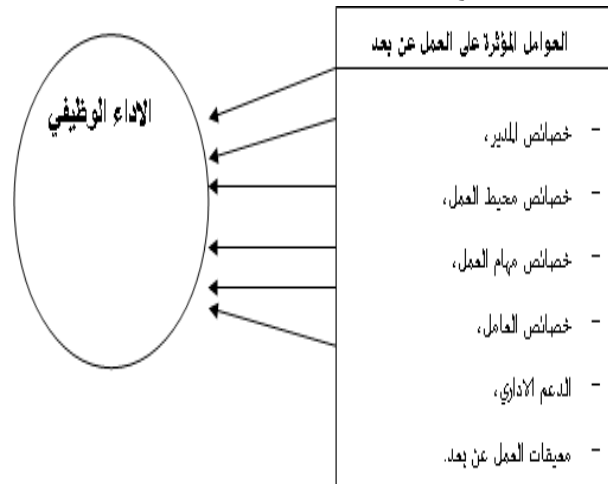 العوامل المؤثرة على العمل عن بعد
الاداء الوظيفي
- خصائص المدير،
- خصائص محيط العمل،
- خصائص مهام العمل،
- خصائص العامل،
- الدعم الاداري،
- معيقات العمل عن بعد.